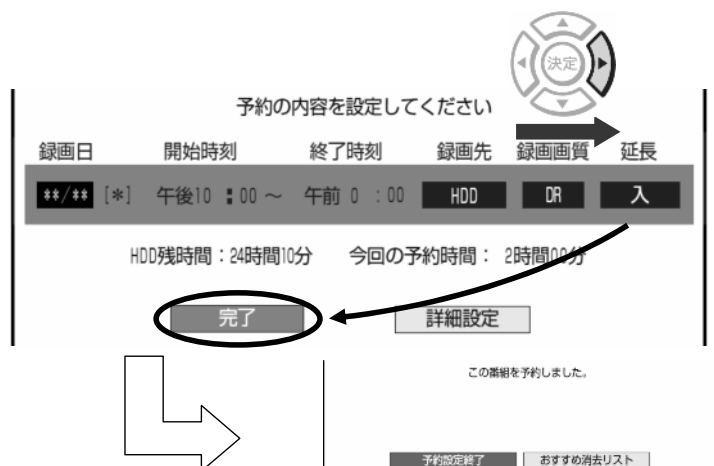 決定
予約の内容を設定してください
録画日 開始時刻 終了時刻 録画先 録画画質 延長
**/** [*] 午後10:00～ 午前 0:00 HDD DR 入
HDD残時間：24時間10分 今回の予約時間： 2時間00分
完了 詳細設定
この番組を予約しました。
予約設定終了 おすすめ消去リスト